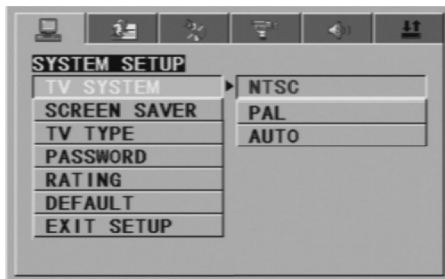 SYSTEM SETUP
TV SYSTEM
NTSC
SCREEN SAVER
PAL
TV TYPE
AUTO
PASSWORD
RATING
DEFAULT
EXIT SETUP